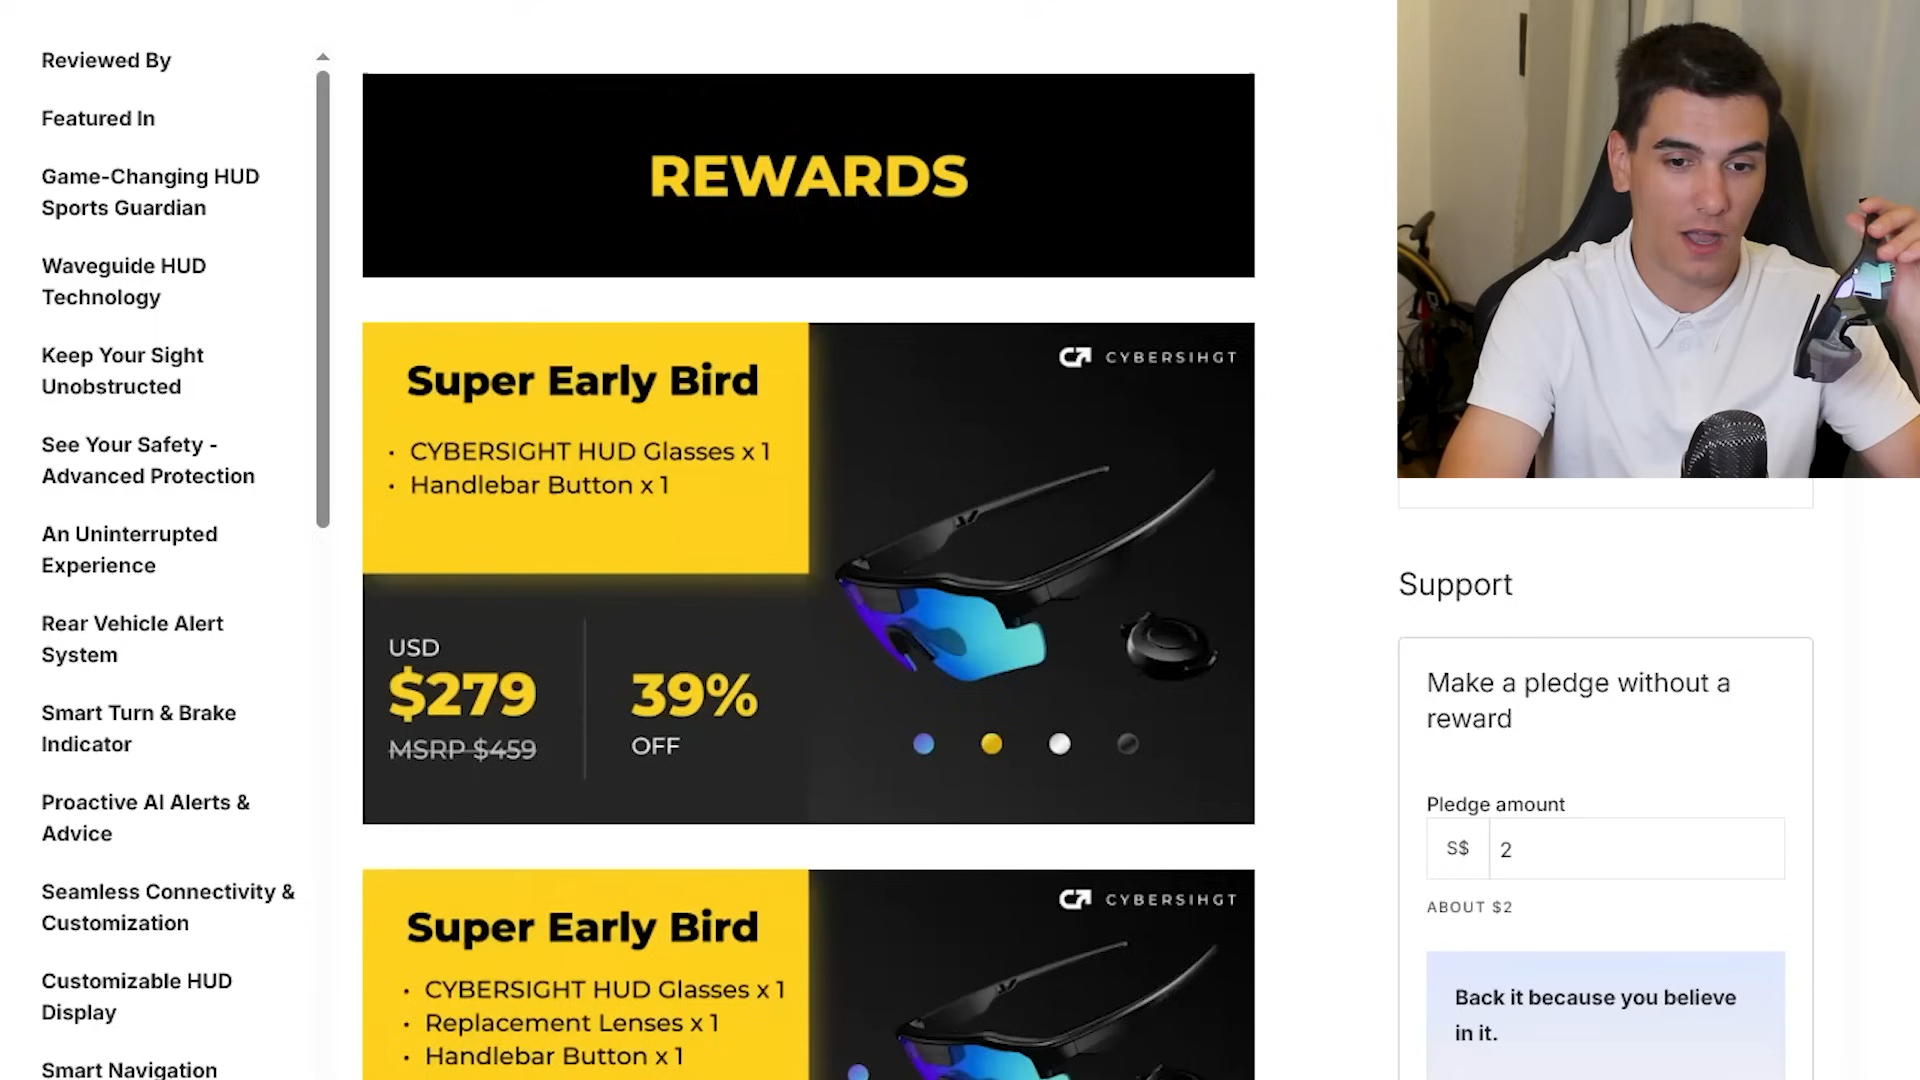 Reviewed By
Featured In
Game-Changing HUD
Sports Guardian
Waveguide HUD
Technology
Keep Your Sight
Unobstructed
See Your Safety -
Advanced Protection
An Uninterrupted
Experience
Rear Vehicle Alert
System
Smart Turn & Brake
Indicator
Proactive AI Alerts &
Advice
Seamless Connectivity &
Customization
Customizable HUD
Display
Smart Navigation
REWARDS
Super Early Bird
• CYBERSIGHT HUD Glasses x 1
• Handlebar Button x 1
USD
$279
MSRP $459
39%
OFF
CYBERSIHGT
Super Early Bird
• CYBERSIGHT HUD Glasses x 1
• Replacement Lenses x 1
• Handlebar Button x 1
CYBERSIHGT
Support
Make a pledge without a
reward
Pledge amount
S$ 2
ABOUT $2
Back it because you believe
in it.